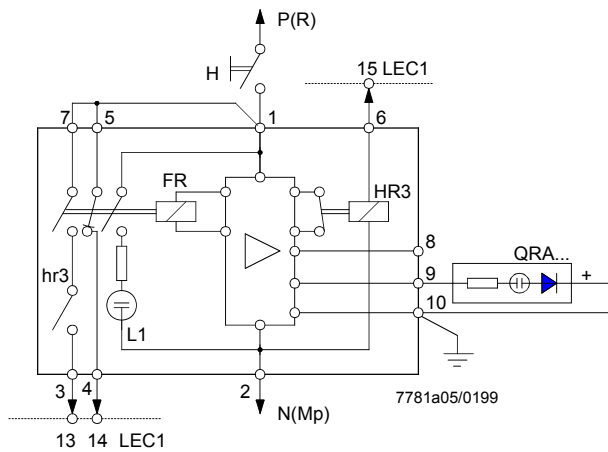 P(R)
H
15 LEC1
7 5 1 6
FR
HR3
8
QRA...
+
9
hr3
10
L1
3 4 2
7781a05/0199
N(Mp)
13 14 LEC1